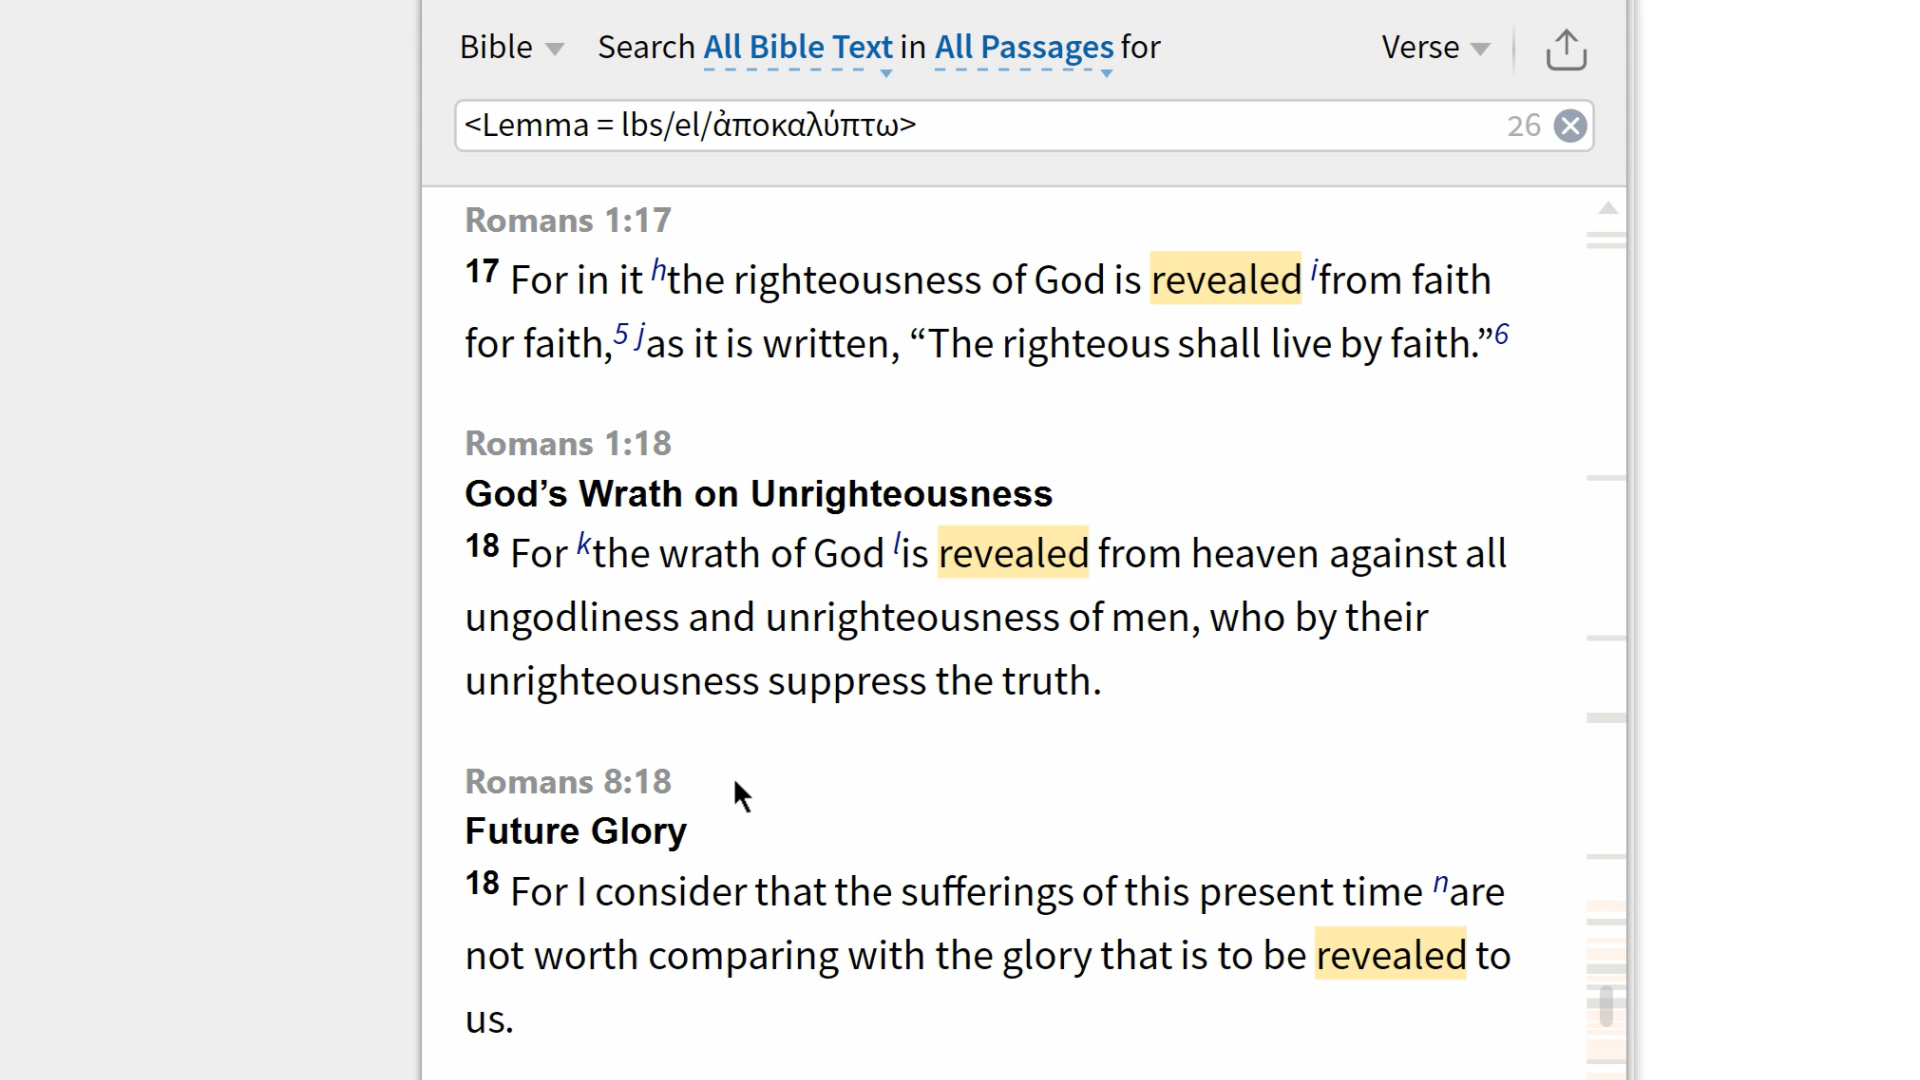 Bible Search All Bible Text in All Passages for Verse
<Lemma = lbs/el/ἀποκαλύπτω> 26
Romans 1:17
17 For in it hthe righteousness of God is revealed ifrom faith
for faith,5 jas it is written, “The righteous shall live by faith.”6
Romans 1:18
God’s Wrath on Unrighteousness
18 For kthe wrath of God lis revealed from heaven against all
ungodliness and unrighteousness of men, who by their
unrighteousness suppress the truth.
Romans 8:18
Future Glory
18 For I consider that the sufferings of this present time nare
not worth comparing with the glory that is to be revealed to
us.